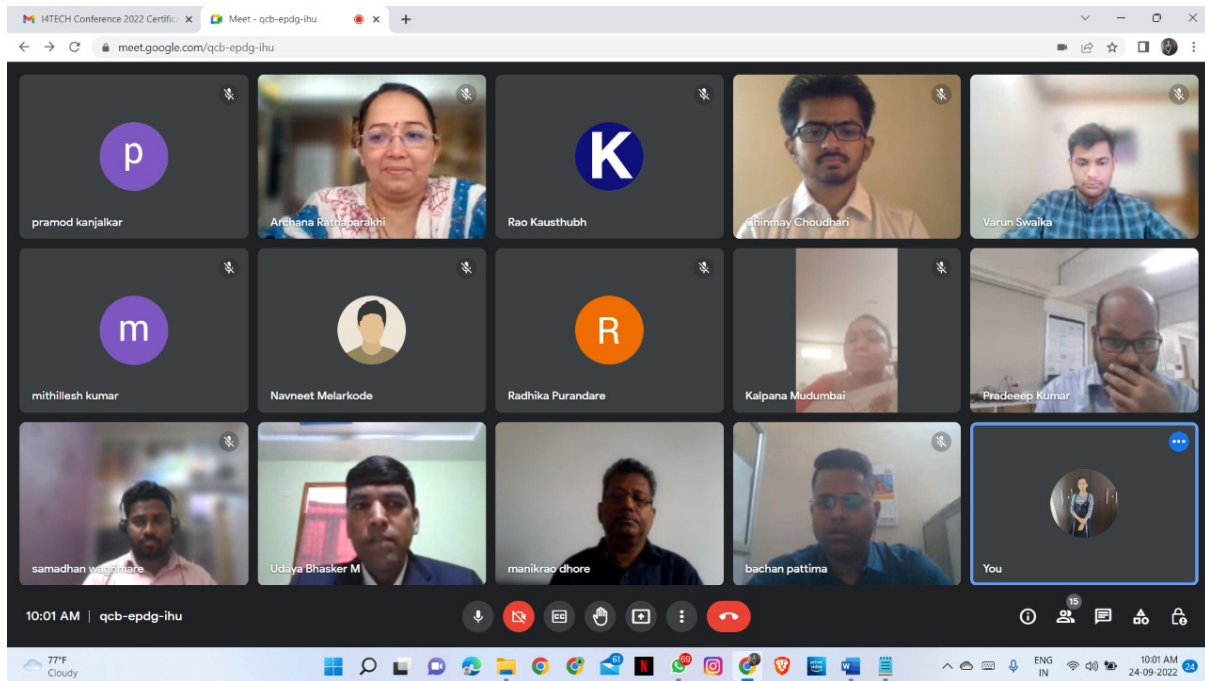 I4TECH Conference 2022 Certific
Meet - qcb-epdg-ihu
meet.google.com/qcb-epdg-ihu
p
pramod kanjalkar
Archana Ratnaparakhi
K
Rao Kausthubh
Chinmay Choudhari
Varun Swaika
m
mithillesh kumar
Navneet Melarkode
R
Radhika Purandare
Kalpana Mudumbai
Pradeeep Kumar
samadhan waghmare
Udaya Bhasker M
manikrao dhore
bachan pattima
You
10:01 AM | qcb-epdg-ihu
CC
15
77°F
Cloudy
61
N
69
prime video
W
ENG
IN
10:01 AM
24-09-2022
24